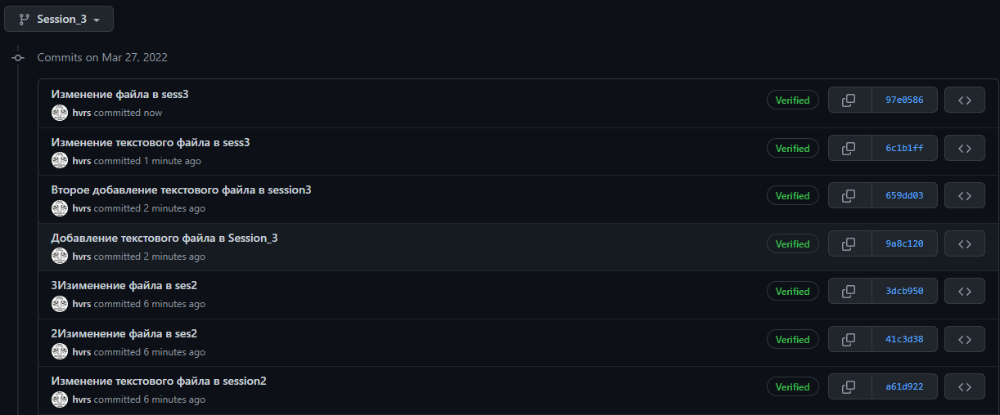 Session_3
Commits on Mar 27, 2022
Изменение файла в sess3
Verified
97e0586
hvrs committed now
Изменение текстового файла в sess3
Verified
6c1b1ff
hvrs committed 1 minute ago
Второе добавление текстового файла в session3
Verified
659dd03
hvrs committed 2 minutes ago
Добавление текстового файла в Session_3
Verified
9a8c120
hvrs committed 2 minutes ago
3Изименение файла в ses2
Verified
3dcb950
hvrs committed 6 minutes ago
2Изименение файла в ses2
Verified
41c3d38
hvrs committed 6 minutes ago
Изменение текстового файла в session2
Verified
a61d922
hvrs committed 6 minutes ago